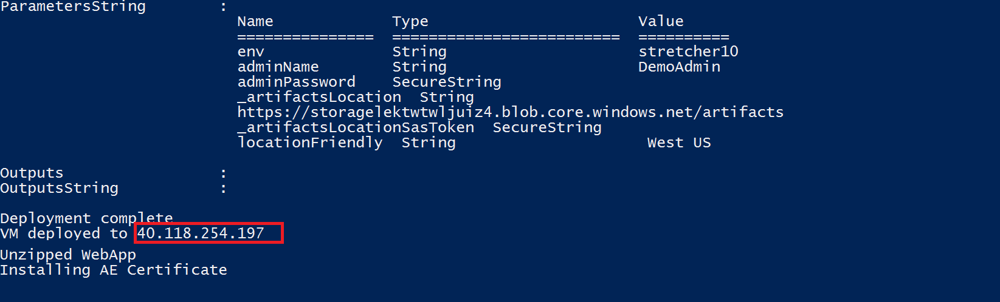 ParametersString :
Name Type Value
=============== ========================= ==========
env String stretcher10
adminName String DemoAdmin
adminPassword SecureString
_artifactsLocation String
https://storagelektwtwljuiz4.blob.core.windows.net/artifacts
_artifactsLocationSasToken SecureString
locationFriendly String West US
Outputs :
OutputsString :
Deployment complete
VM deployed to 40.118.254.197
Unzipped WebApp
Installing AE Certificate